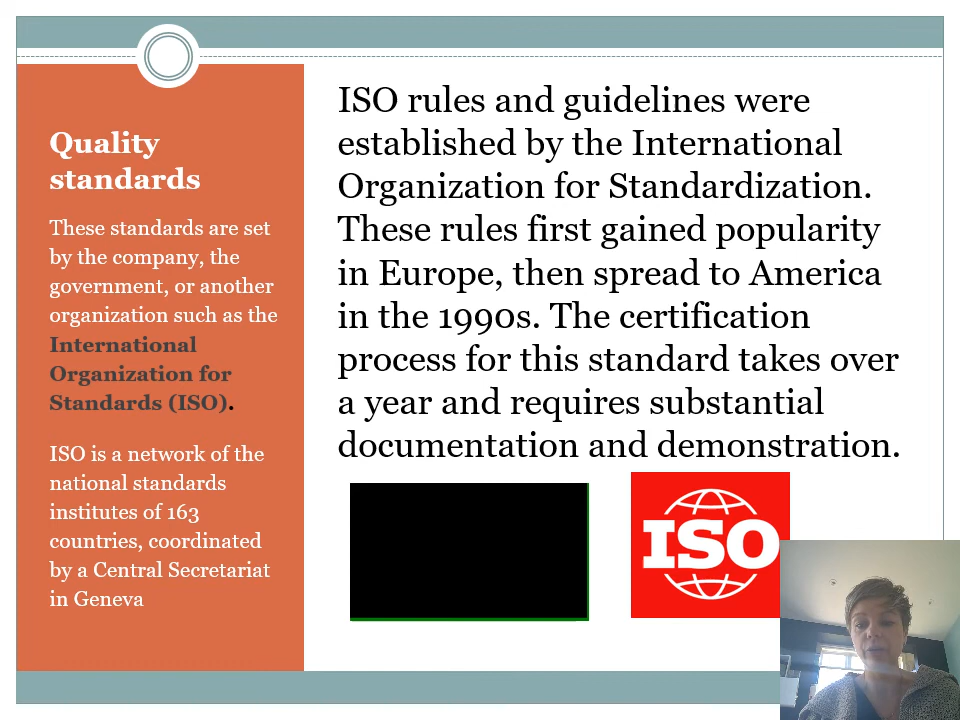 Quality
standards
These standards are set
by the company, the
government, or another
organization such as the
International
Organization for
Standards (ISO).
ISO is a network of the
national standards
institutes of 163
countries, coordinated
by a Central Secretariat
in Geneva
ISO rules and guidelines were
established by the International
Organization for Standardization.
These rules first gained popularity
in Europe, then spread to America
in the 1990s. The certification
process for this standard takes over
a year and requires substantial
documentation and demonstration.
ISO